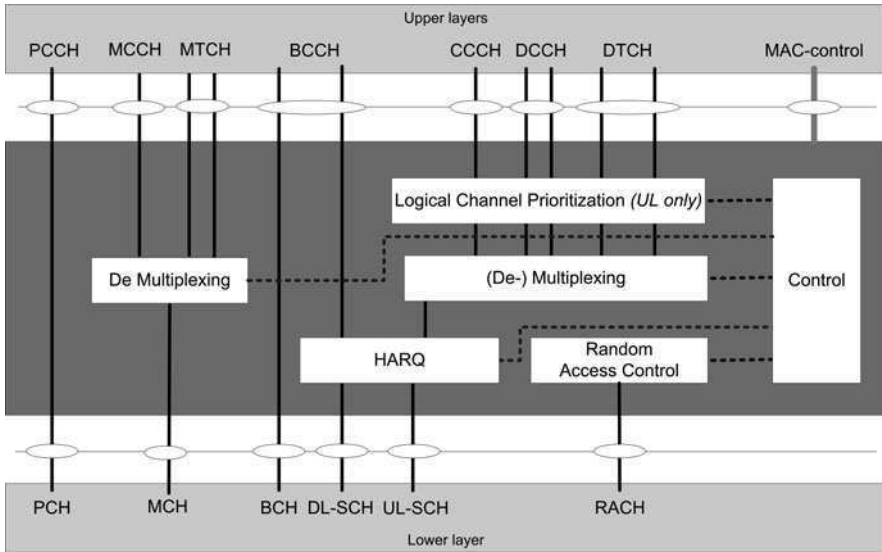 Upper layers
PCCH MCCH MTCH BCCH CCCH DCCH DTCH MAC-control
Logical Channel Prioritization (UL only)
De Multiplexing
(De-) Multiplexing
Control
HARQ
Random
Access Control
PCH MCH BCH DL-SCH UL-SCH RACH
Lower layer